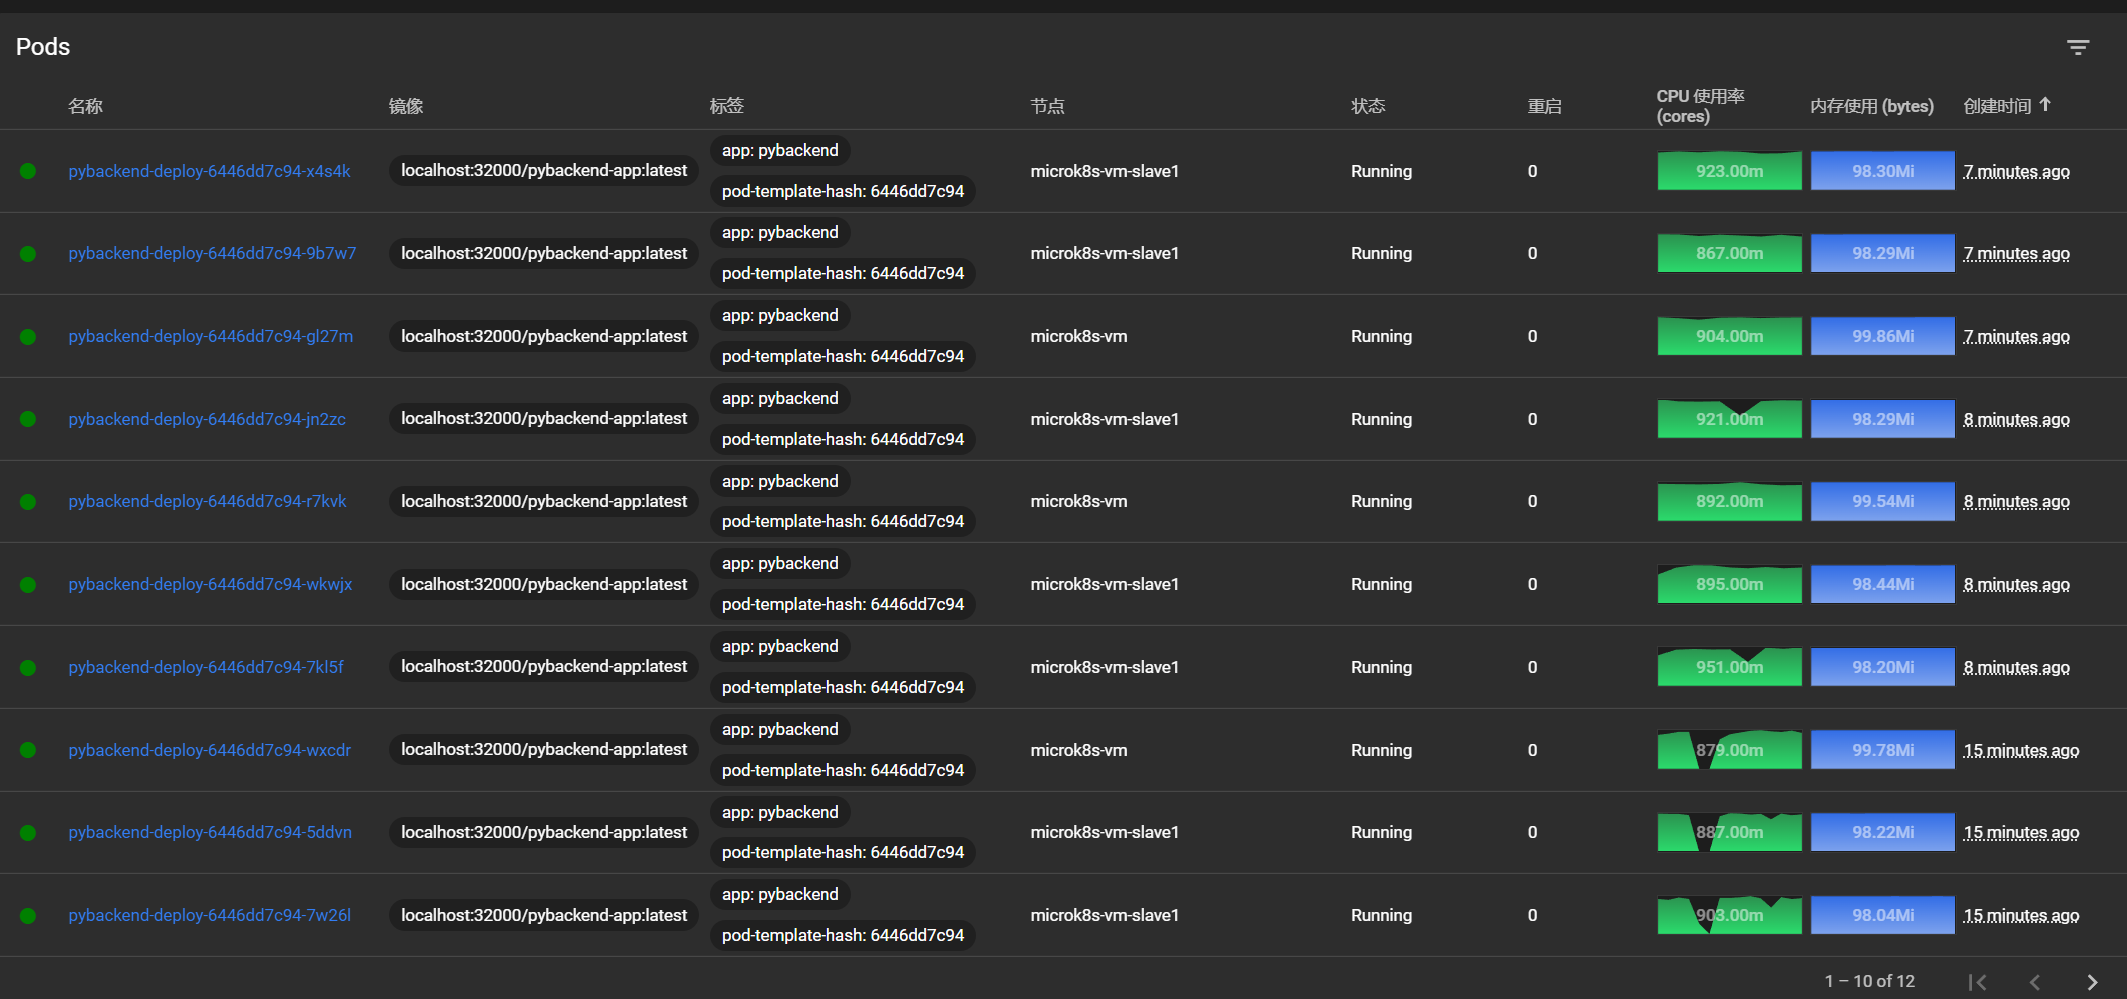 Pods
名称 镜像 标签 节点 状态 重启 CPU 使用率 (cores) 内存使用 (bytes) 创建时间
pybackend-deploy-6446dd7c94-x4s4k localhost:32000/pybackend-app:latest app: pybackend pod-template-hash: 6446dd7c94 microk8s-vm-slave1 Running 0 923.00m 98.30Mi 7 minutes ago
pybackend-deploy-6446dd7c94-9b7w7 localhost:32000/pybackend-app:latest app: pybackend pod-template-hash: 6446dd7c94 microk8s-vm-slave1 Running 0 867.00m 98.29Mi 7 minutes ago
pybackend-deploy-6446dd7c94-gl27m localhost:32000/pybackend-app:latest app: pybackend pod-template-hash: 6446dd7c94 microk8s-vm Running 0 904.00m 99.86Mi 7 minutes ago
pybackend-deploy-6446dd7c94-jn2zc localhost:32000/pybackend-app:latest app: pybackend pod-template-hash: 6446dd7c94 microk8s-vm-slave1 Running 0 921.00m 98.29Mi 8 minutes ago
pybackend-deploy-6446dd7c94-r7kvk localhost:32000/pybackend-app:latest app: pybackend pod-template-hash: 6446dd7c94 microk8s-vm Running 0 892.00m 99.54Mi 8 minutes ago
pybackend-deploy-6446dd7c94-wkwjx localhost:32000/pybackend-app:latest app: pybackend pod-template-hash: 6446dd7c94 microk8s-vm-slave1 Running 0 895.00m 98.44Mi 8 minutes ago
pybackend-deploy-6446dd7c94-7kl5f localhost:32000/pybackend-app:latest app: pybackend pod-template-hash: 6446dd7c94 microk8s-vm-slave1 Running 0 951.00m 98.20Mi 8 minutes ago
pybackend-deploy-6446dd7c94-wxcdr localhost:32000/pybackend-app:latest app: pybackend pod-template-hash: 6446dd7c94 microk8s-vm Running 0 879.00m 99.78Mi 15 minutes ago
pybackend-deploy-6446dd7c94-5ddvn localhost:32000/pybackend-app:latest app: pybackend pod-template-hash: 6446dd7c94 microk8s-vm-slave1 Running 0 887.00m 98.22Mi 15 minutes ago
pybackend-deploy-6446dd7c94-7w26l localhost:32000/pybackend-app:latest app: pybackend pod-template-hash: 6446dd7c94 microk8s-vm-slave1 Running 0 903.00m 98.04Mi 15 minutes ago
1 – 10 of 12